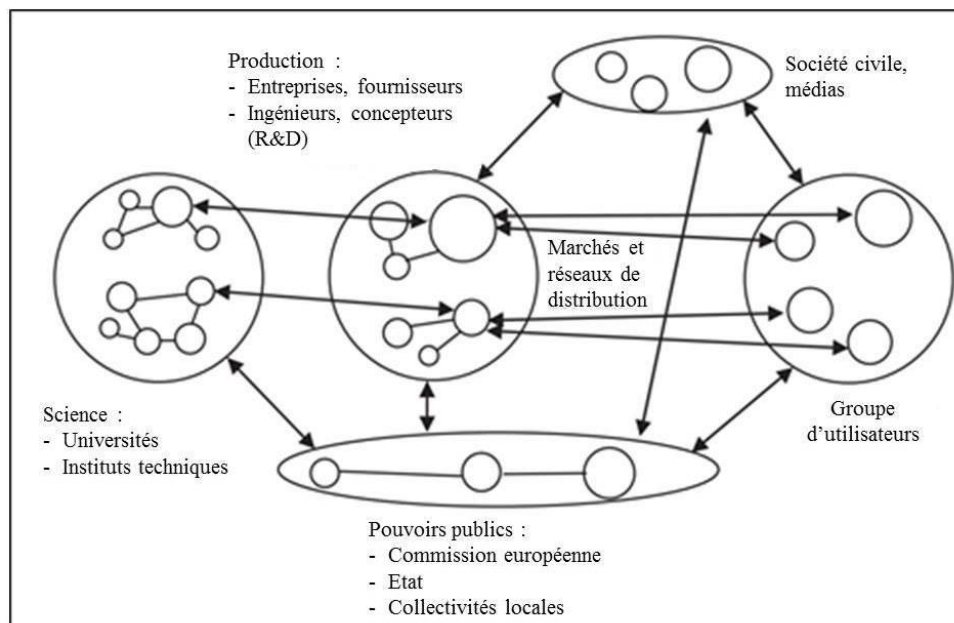 Production :
- Entreprises, fournisseurs
- Ingénieurs, concepteurs
(R&D)
Société civile,
médias
Marchés et
réseaux de
distribution
Science :
- Universités
- Instituts techniques
Groupe
d’utilisateurs
Pouvoirs publics :
- Commission européenne
- Etat
- Collectivités locales